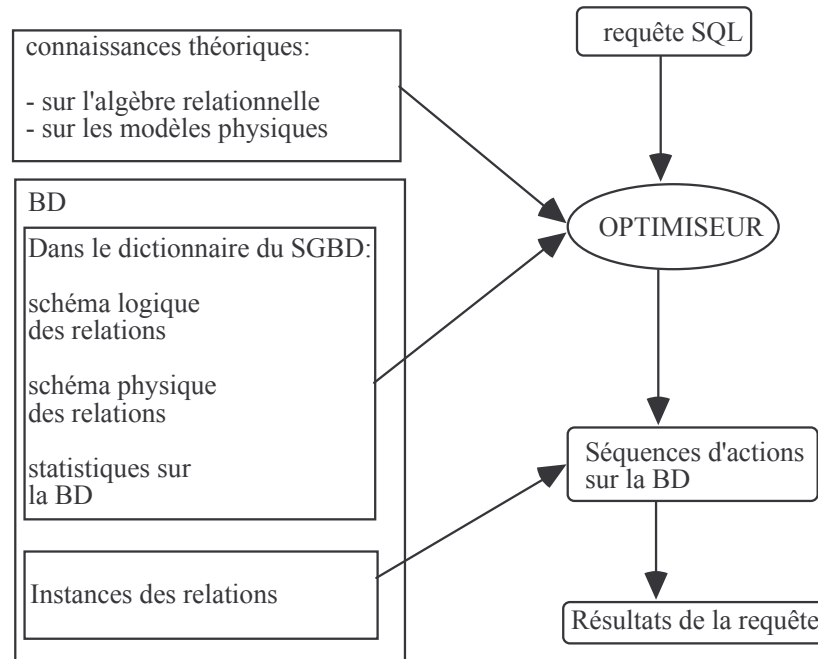 connaissances théoriques:
- sur l'algèbre relationnelle
- sur les modèles physiques
requête SQL
OPTIMISEUR
BD
Dans le dictionnaire du SGBD:
schéma logique
des relations
schéma physique
des relations
statistiques sur
la BD
Instances des relations
Séquences d'actions
sur la BD
Résultats de la requête